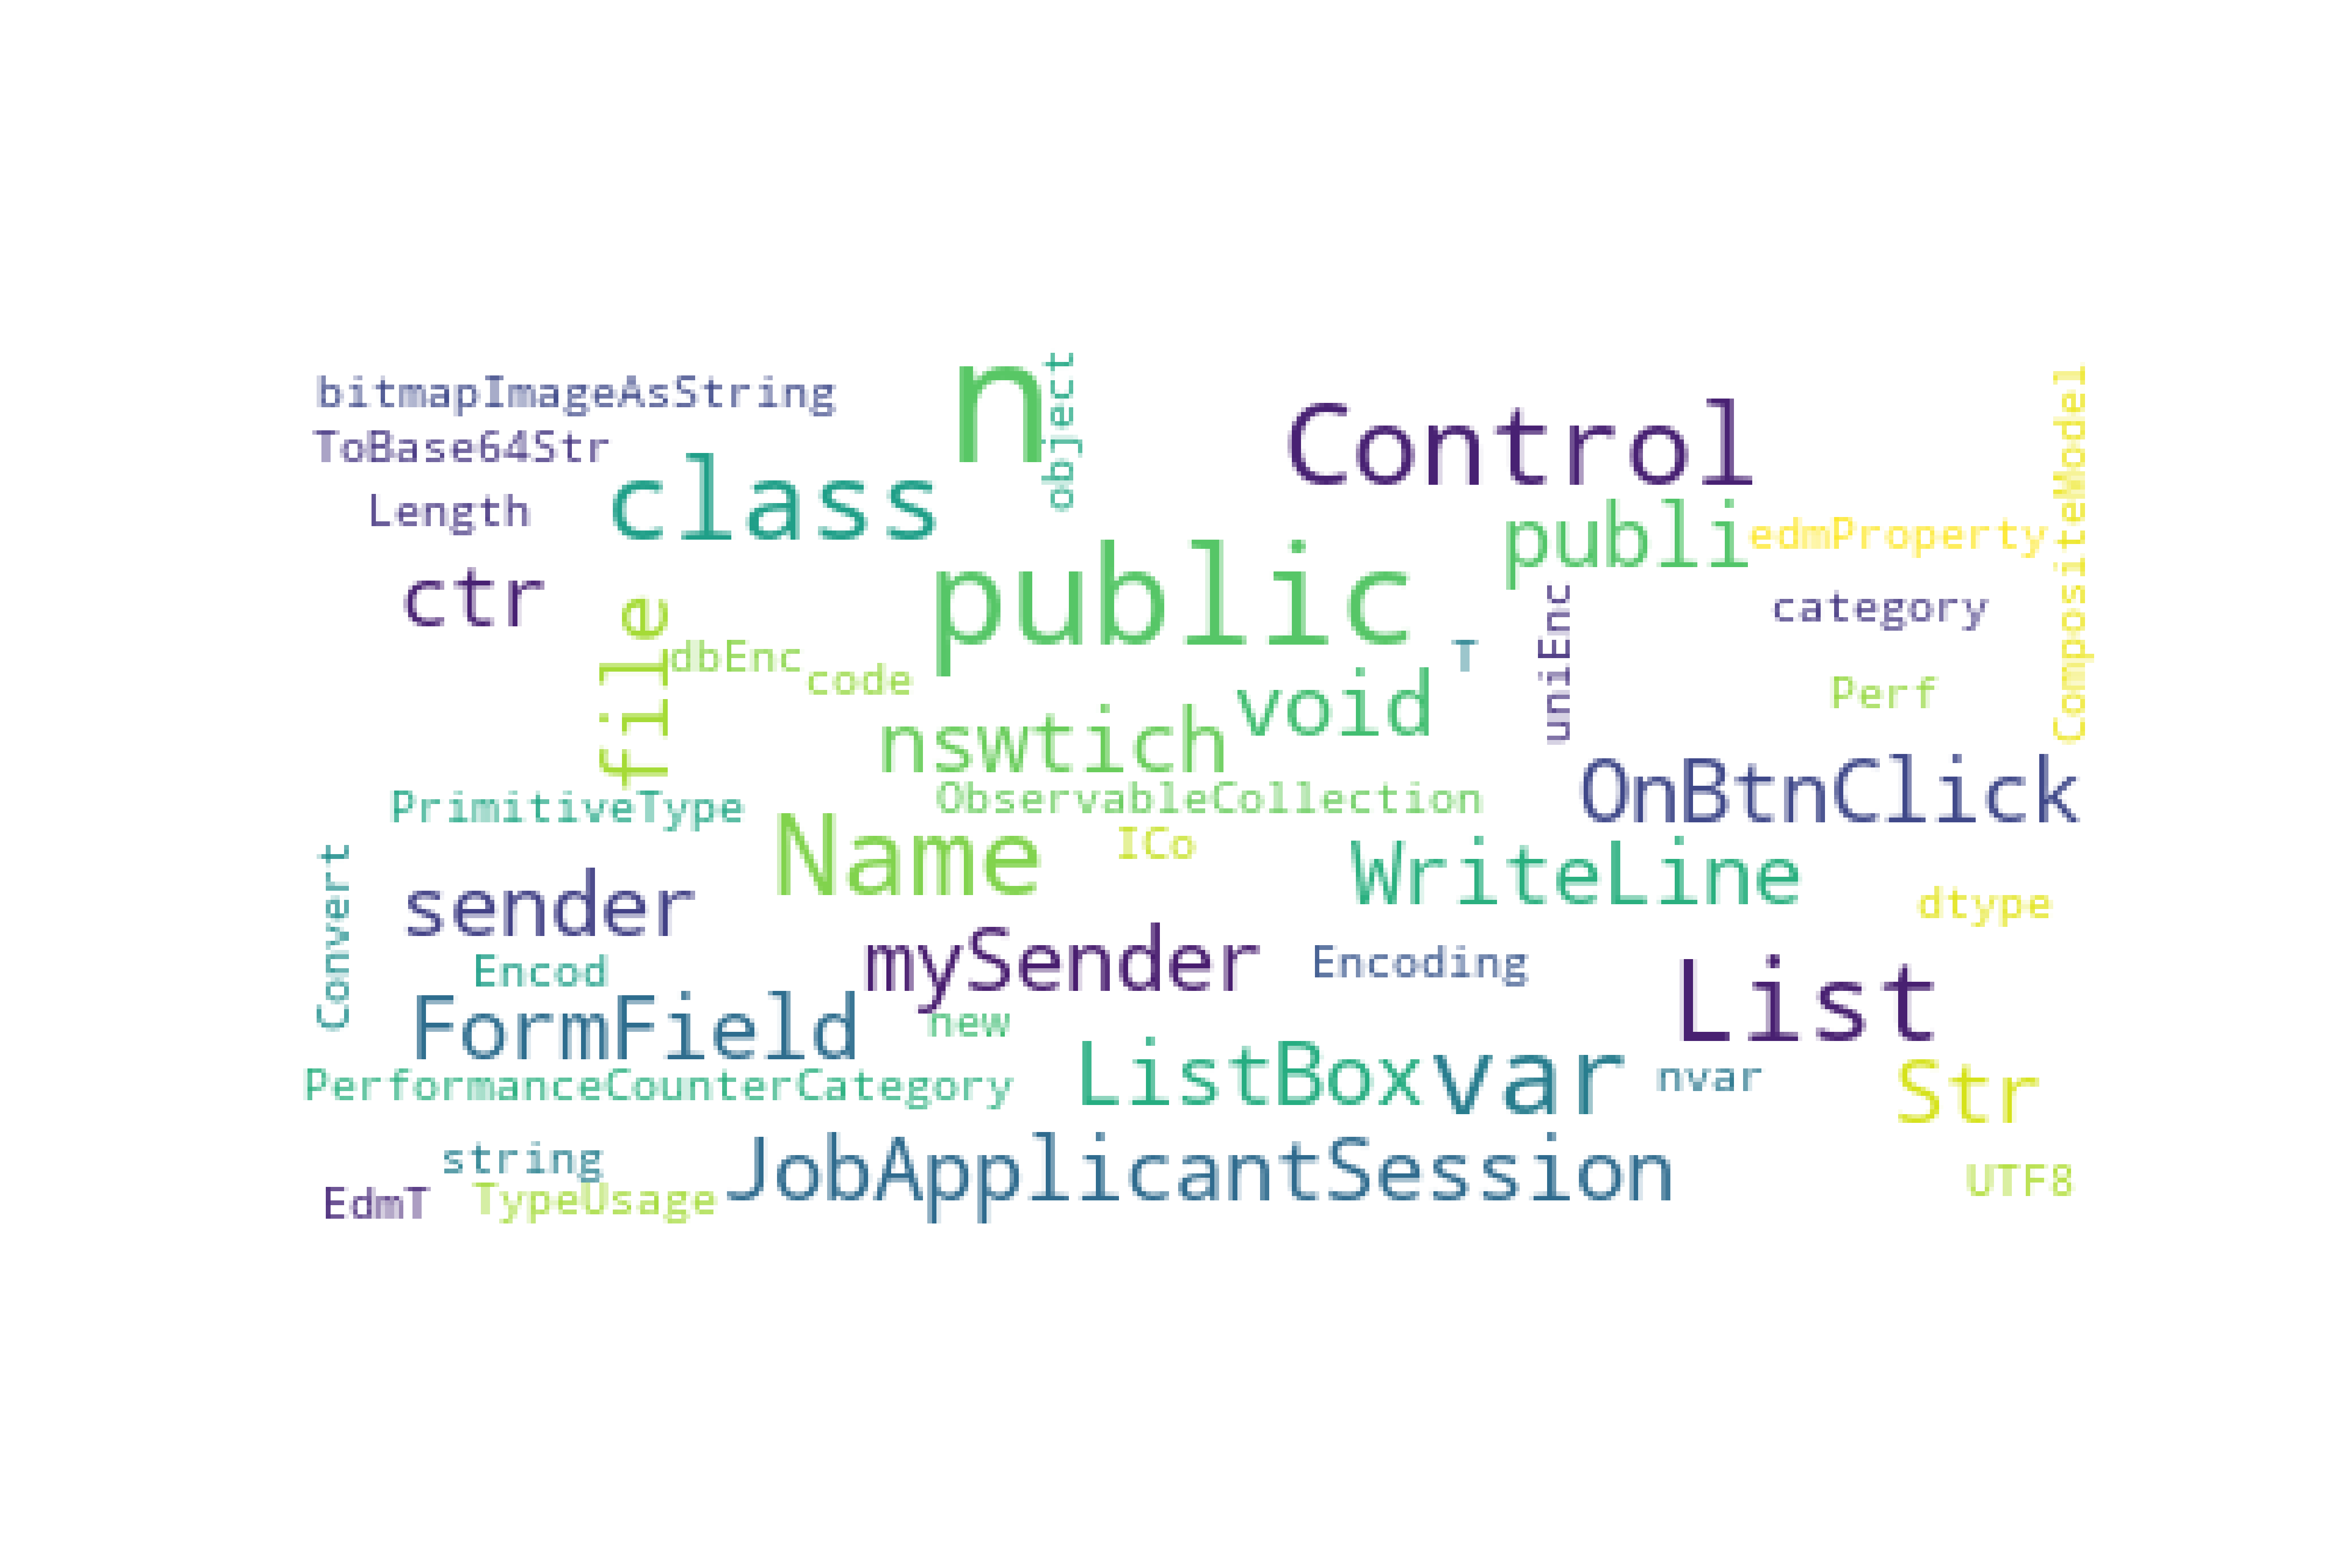 bitmapImageAsString
n
object
Control
CompositeModel
ToBase64Str
class
Length
publi
edmProperty
ctr
public
file
uniEnc
category
dbEnc
code
T
Perf
void
nswtich
OnBtnClick
PrimitiveType
ObservableCollection
Name
ICo
WriteLine
Convert
sender
dtype
mySender
Encoding
Encod
List
FormField
new
ListBox
var
nvar
Str
PerformanceCounterCategory
string
JobApplicantSession
UTF8
EdmT
TypeUsage